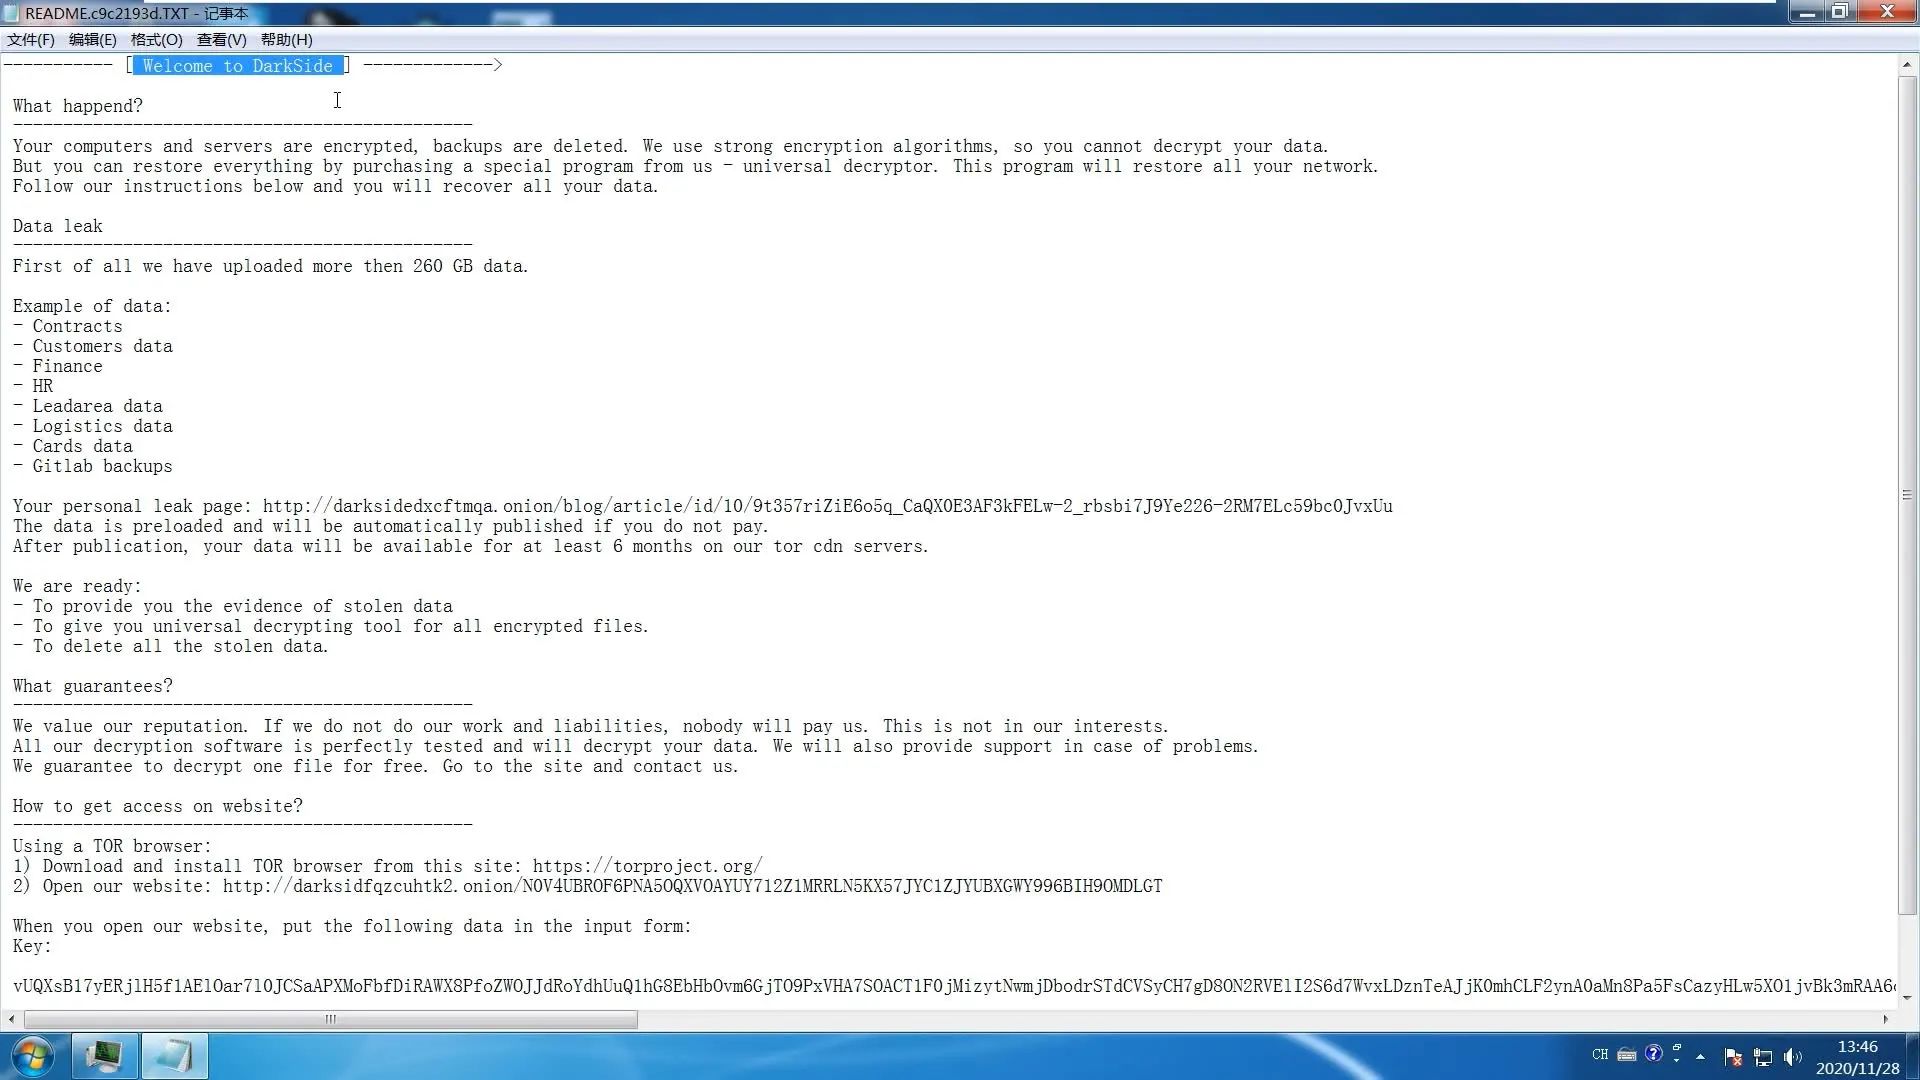 README.c9c2193d.TXT - 记事本
文件(F) 编辑(E) 格式(O) 查看(V) 帮助(H)
----------- [ Welcome to DarkSide ] ------------->
What happend?
----------------------------------------------
Your computers and servers are encrypted, backups are deleted. We use strong encryption algorithms, so you cannot decrypt your data.
But you can restore everything by purchasing a special program from us - universal decryptor. This program will restore all your network.
Follow our instructions below and you will recover all your data.
Data leak
----------------------------------------------
First of all we have uploaded more then 260 GB data.
Example of data:
- Contracts
- Customers data
- Finance
- HR
- Leadarea data
- Logistics data
- Cards data
- Gitlab backups
Your personal leak page: http://darksidedxcftmqa.onion/blog/article/id/10/9t357riZiE6o5q_CaQX0E3AF3kFELw-2_rbsbi7J9Ye226-2RM7ELc59bc0JvxUu
The data is preloaded and will be automatically published if you do not pay.
After publication, your data will be available for at least 6 months on our tor cdn servers.
We are ready:
- To provide you the evidence of stolen data
- To give you universal decrypting tool for all encrypted files.
- To delete all the stolen data.
What guarantees?
----------------------------------------------
We value our reputation. If we do not do our work and liabilities, nobody will pay us. This is not in our interests.
All our decryption software is perfectly tested and will decrypt your data. We will also provide support in case of problems.
We guarantee to decrypt one file for free. Go to the site and contact us.
How to get access on website?
----------------------------------------------
Using a TOR browser:
1) Download and install TOR browser from this site: https://torproject.org/
2) Open our website: http://darksidfqzcuhtk2.onion/N0V4UBROF6PNA5OQXVOAYUY712Z1MRRLN5KX57JYC1ZJYUBXGWY996BIH9OMDLGT
When you open our website, put the following data in the input form:
Key:
CH
13:46
2020/11/28